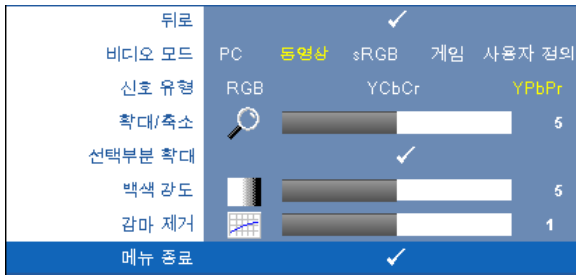 뒤로
비디오 모드 PC 동영상 sRGB 게임 사용자 정의
신호 유형 RGB YCbCr YPbPr
확대/축소 5
선택부분 확대
백색 강도 5
감마 제거 1
메뉴 종료